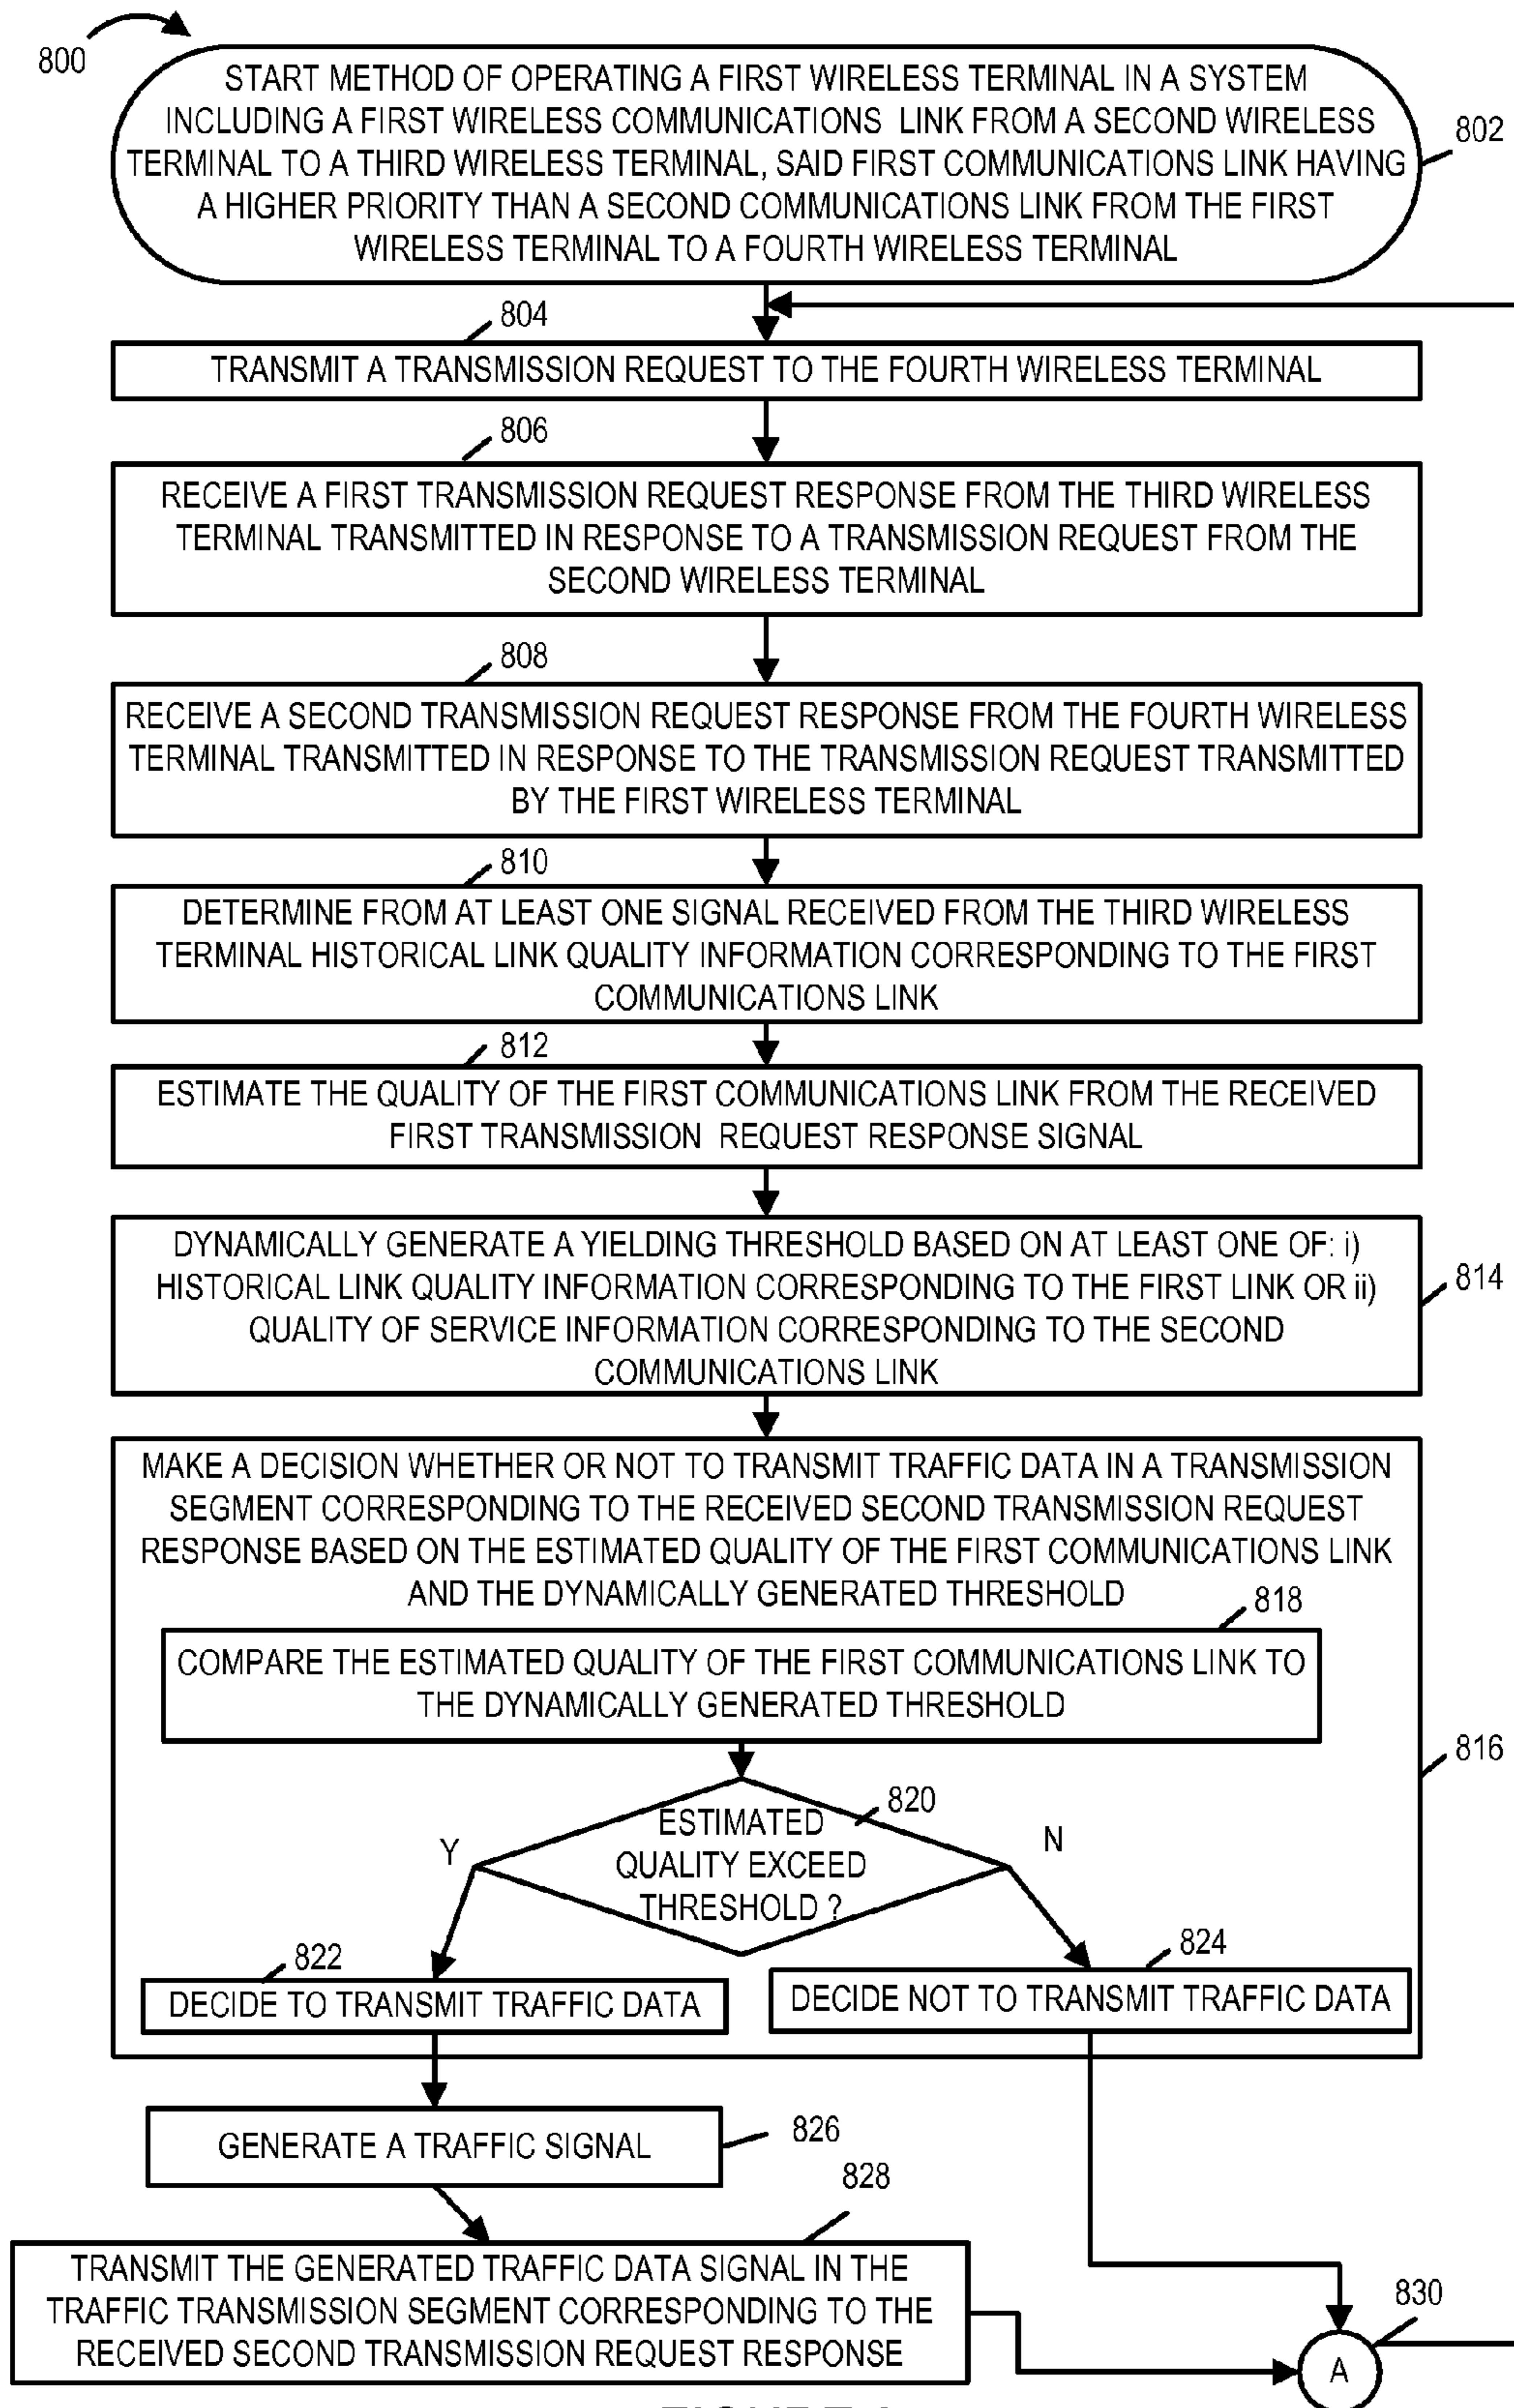 800
START METHOD OF OPERATING A FIRST WIRELESS TERMINAL IN A SYSTEM
INCLUDING A FIRST WIRELESS COMMUNICATIONS LINK FROM A SECOND WIRELESS
TERMINAL TO A THIRD WIRELESS TERMINAL, SAID FIRST COMMUNICATIONS LINK HAVING
A HIGHER PRIORITY THAN A SECOND COMMUNICATIONS LINK FROM THE FIRST
WIRELESS TERMINAL TO A FOURTH WIRELESS TERMINAL
802
804
TRANSMIT A TRANSMISSION REQUEST TO THE FOURTH WIRELESS TERMINAL
806
RECEIVE A FIRST TRANSMISSION REQUEST RESPONSE FROM THE THIRD WIRELESS
TERMINAL TRANSMITTED IN RESPONSE TO A TRANSMISSION REQUEST FROM THE
SECOND WIRELESS TERMINAL
808
RECEIVE A SECOND TRANSMISSION REQUEST RESPONSE FROM THE FOURTH WIRELESS
TERMINAL TRANSMITTED IN RESPONSE TO THE TRANSMISSION REQUEST TRANSMITTED
BY THE FIRST WIRELESS TERMINAL
810
DETERMINE FROM AT LEAST ONE SIGNAL RECEIVED FROM THE THIRD WIRELESS
TERMINAL HISTORICAL LINK QUALITY INFORMATION CORRESPONDING TO THE FIRST
COMMUNICATIONS LINK
812
ESTIMATE THE QUALITY OF THE FIRST COMMUNICATIONS LINK FROM THE RECEIVED
FIRST TRANSMISSION REQUEST RESPONSE SIGNAL
DYNAMICALLY GENERATE A YIELDING THRESHOLD BASED ON AT LEAST ONE OF: i)
HISTORICAL LINK QUALITY INFORMATION CORRESPONDING TO THE FIRST LINK OR ii)
QUALITY OF SERVICE INFORMATION CORRESPONDING TO THE SECOND
COMMUNICATIONS LINK
814
MAKE A DECISION WHETHER OR NOT TO TRANSMIT TRAFFIC DATA IN A TRANSMISSION
SEGMENT CORRESPONDING TO THE RECEIVED SECOND TRANSMISSION REQUEST
RESPONSE BASED ON THE ESTIMATED QUALITY OF THE FIRST COMMUNICATIONS LINK
AND THE DYNAMICALLY GENERATED THRESHOLD
818
COMPARE THE ESTIMATED QUALITY OF THE FIRST COMMUNICATIONS LINK TO
THE DYNAMICALLY GENERATED THRESHOLD
816
820
ESTIMATED
QUALITY EXCEED
THRESHOLD ?
Y
N
822
DECIDE TO TRANSMIT TRAFFIC DATA
824
DECIDE NOT TO TRANSMIT TRAFFIC DATA
GENERATE A TRAFFIC SIGNAL
826
828
TRANSMIT THE GENERATED TRAFFIC DATA SIGNAL IN THE
TRAFFIC TRANSMISSION SEGMENT CORRESPONDING TO THE
RECEIVED SECOND TRANSMISSION REQUEST RESPONSE
830
A